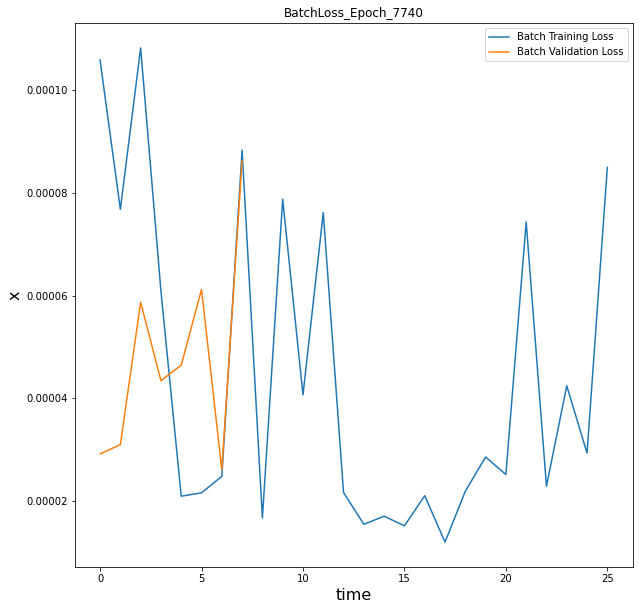 BatchLoss_Epoch_7740
Batch Training Loss
Batch Validation Loss
0.00010
0.00008
0.00006
0.00004
0.00002
x
0 5 10 15 20 25
time